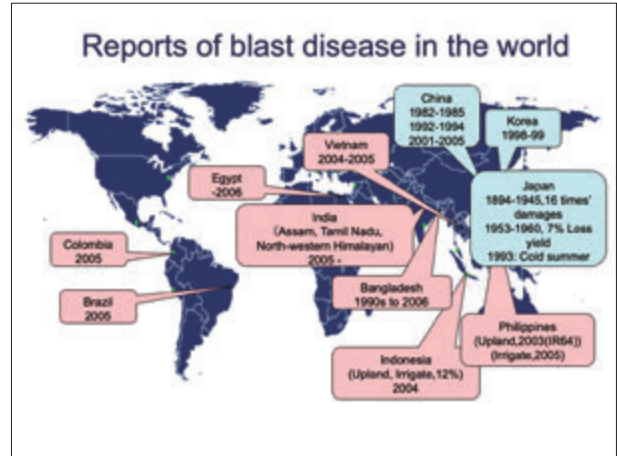 Reports of blast disease in the world
China
1982-1985
1992-1994
2001-2005
Korea
1998-99
Vietnam
2004-2005
Egypt
-2006
Japan
1894-1945,16 times'
damages
1953-1960, 7% Loss
yield
1993: Cold summer
India
(Assam, Tamil Nadu,
North-western Himalayan)
2005 -
Colombia
2005
Bangladesh
1990s to 2006
Brazil
2005
Philippines
(Upland,2003(IR64))
(Irrigate,2005)
Indonesia
(Upland, Irrigate,12%)
2004